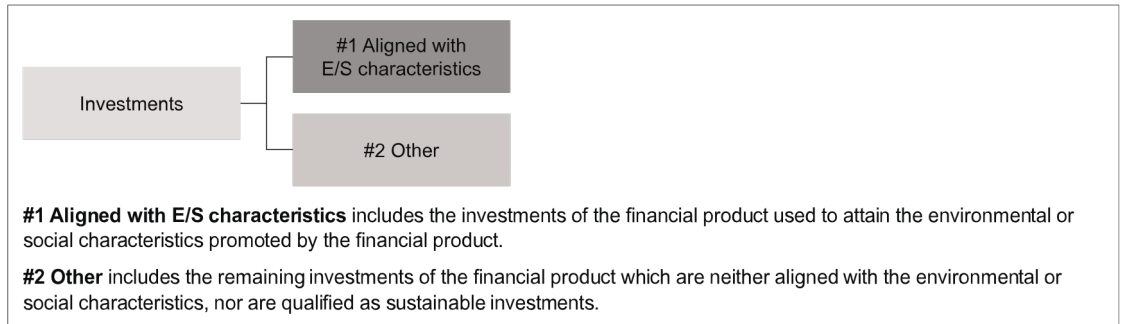 #1 Aligned with
E/S characteristics
Investments
#2 Other
#1 Aligned with E/S characteristics includes the investments of the financial product used to attain the environmental or
social characteristics promoted by the financial product.
#2 Other includes the remaining investments of the financial product which are neither aligned with the environmental or
social characteristics, nor are qualified as sustainable investments.